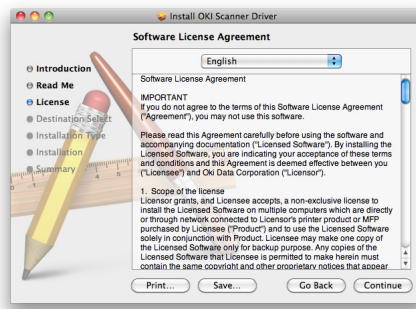 Install OKI Scanner Driver
Software License Agreement
English
Introduction
Read Me
License
Destination Select
Installation Type
Installation
Summary
Software License Agreement
IMPORTANT
If you do not agree to the terms of this Software License Agreement
("Agreement"), you may not use this software.
Please read this Agreement carefully before using the software and
accompanying documentation ("Licensed Software"). By installing the
Licensed Software, you are indicating your acceptance of these terms
and conditions and this Agreement is deemed effective between you
("Licensee") and Oki Data Corporation ("Licensor").
1. Scope of the license
Licensor grants, and Licensee accepts, a non-exclusive license to
install the Licensed Software on multiple computers which are directly
or through network connected to Licensor's printer product or MFP
purchased by Licensee ("Product") and to use the Licensed Software
solely in conjunction with Product. Licensee may make one copy of
the Licensed Software only for backup purpose. Any copies of the
Licensed Software that Licensee is permitted to make herein must
contain the same copyright and other proprietary notices that appear
Print...
Save...
Go Back
Continue